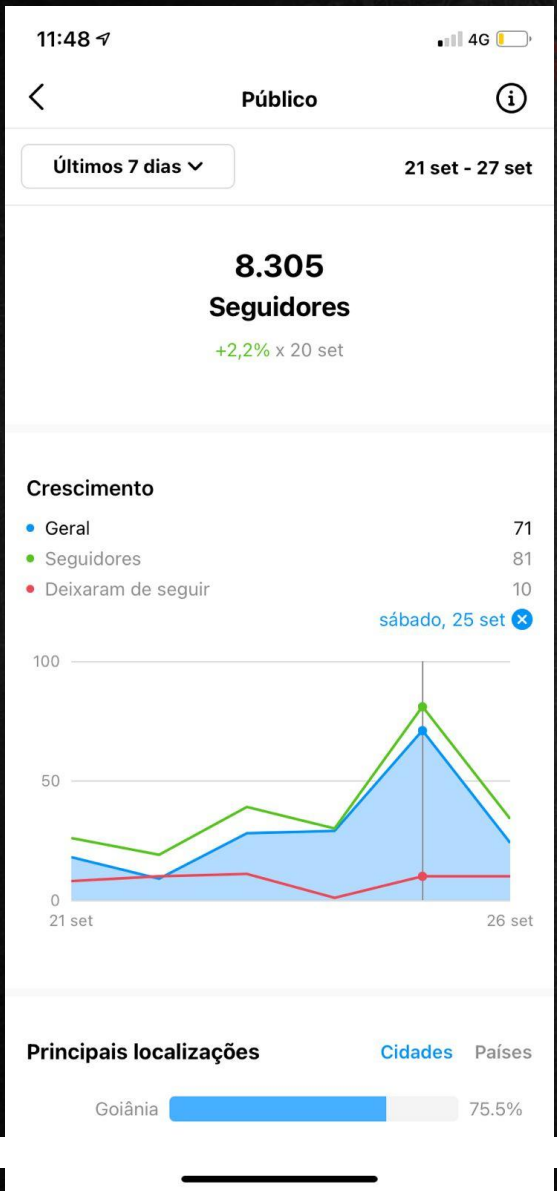 11:48
4G
Público
Últimos 7 dias
21 set - 27 set
8.305
Seguidores
+2,2% x 20 set
Crescimento
Geral 71
Seguidores 81
Deixaram de seguir 10
sábado, 25 set
100
50
0
21 set 26 set
Principais localizações Cidades Países
Goiânia 75.5%